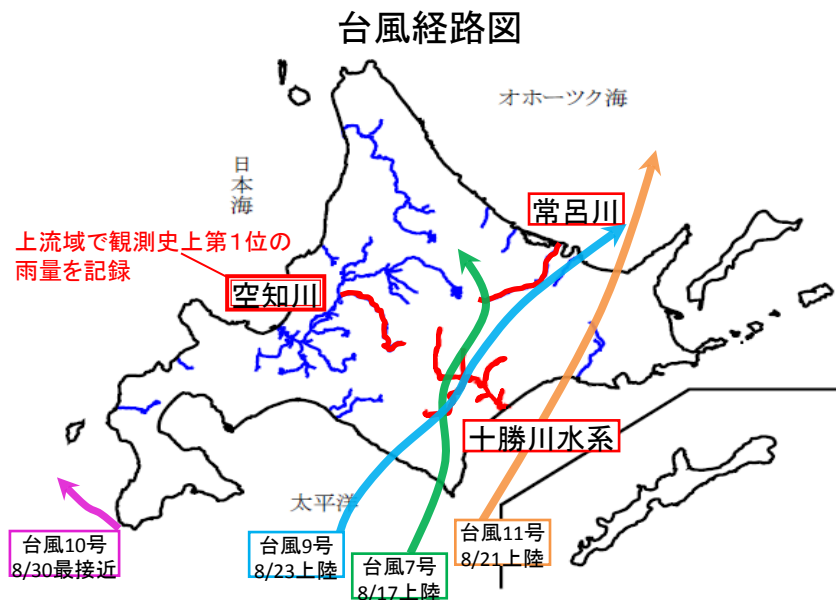 台風経路図
オホーツク海
日本海
常呂川
上流域で観測史上第１位の
雨量を記録
空知川
十勝川水系
太平洋
台風10号
8/30最接近
台風9号
8/23上陸
台風7号
8/17上陸
台風11号
8/21上陸